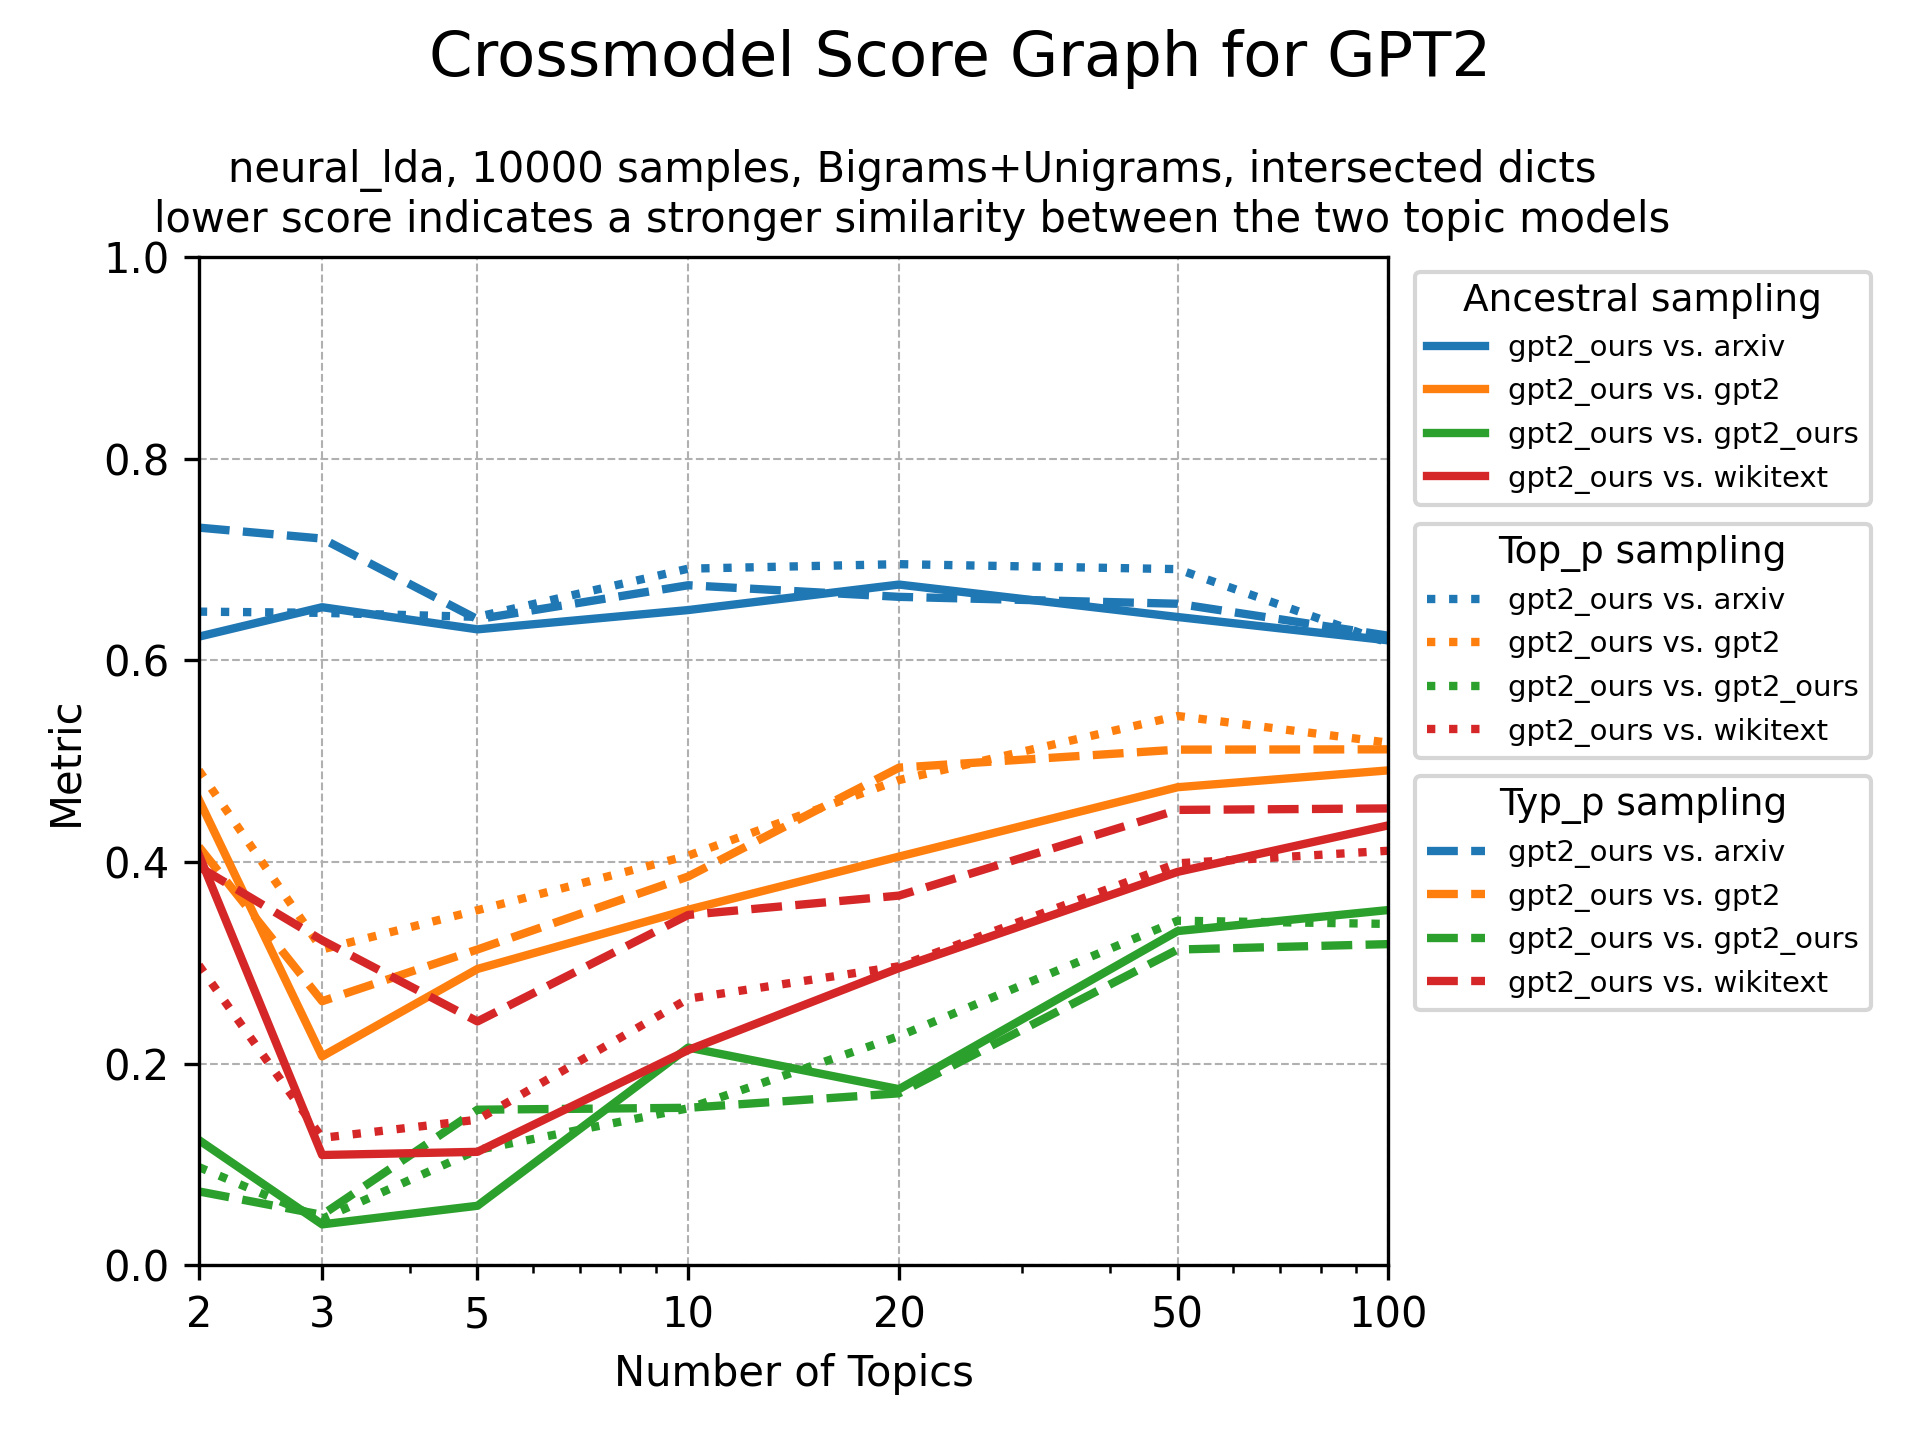 Crossmodel Score Graph for GPT2
neural_lda, 10000 samples, Bigrams+Unigrams, intersected dicts
lower score indicates a stronger similarity between the two topic models
1.0
0.8
0.6
0.4
0.2
0.0
Metric
2 3 5 10 20 50 100
Number of Topics
Ancestral sampling
gpt2_ours vs. arxiv
gpt2_ours vs. gpt2
gpt2_ours vs. gpt2_ours
gpt2_ours vs. wikitext
Top_p sampling
gpt2_ours vs. arxiv
gpt2_ours vs. gpt2
gpt2_ours vs. gpt2_ours
gpt2_ours vs. wikitext
Typ_p sampling
gpt2_ours vs. arxiv
gpt2_ours vs. gpt2
gpt2_ours vs. gpt2_ours
gpt2_ours vs. wikitext